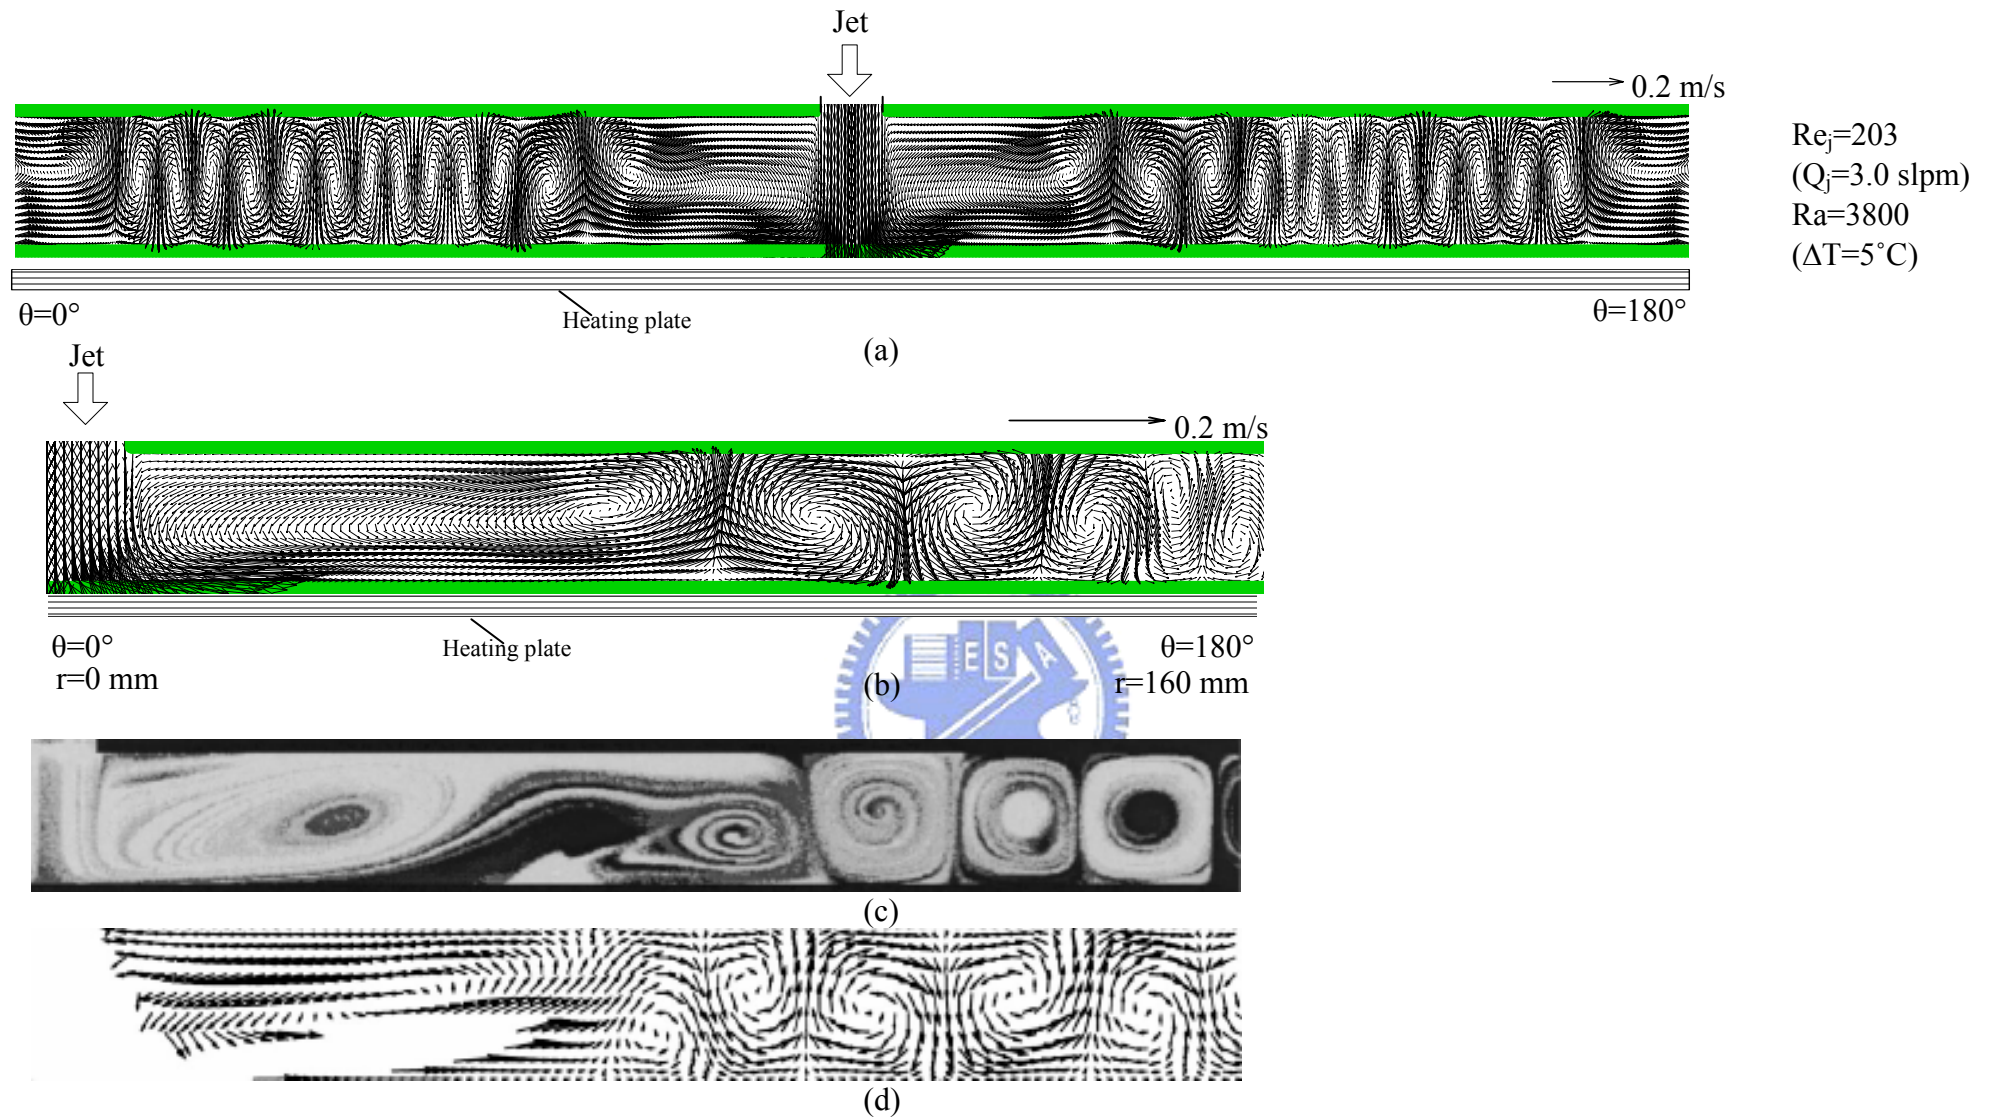 Jet
0.2 m/s
Re_j=203
(Q_j=3.0 slpm)
Ra=3800
(ΔT=5˚C)
θ=0°
Heating plate
θ=180°
(a)
Jet
0.2 m/s
θ=0°
r=0 mm
Heating plate
θ=180°
r=160 mm
E S A
(b)
(c)
(d)